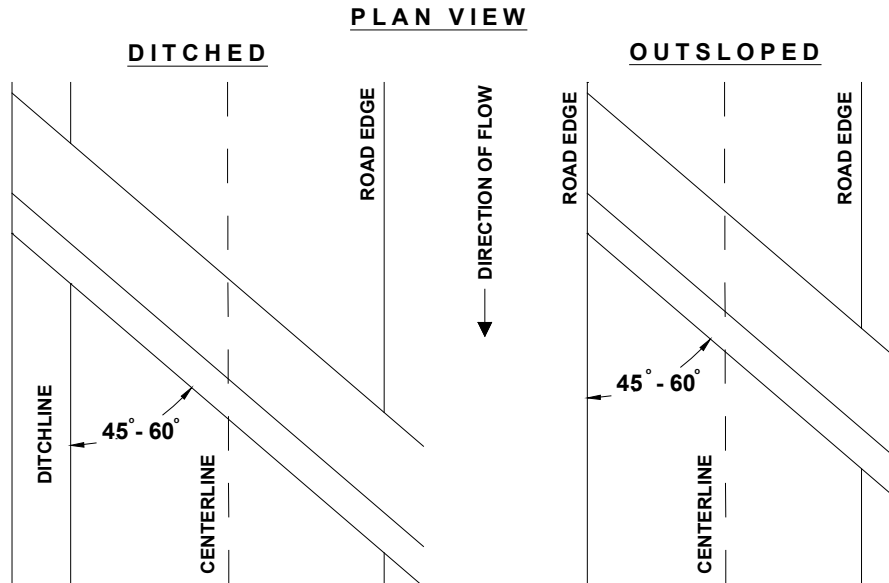 PLAN VIEW
DITCHED
OUTSLOPED
ROAD EDGE
DIRECTION OF FLOW
ROAD EDGE
ROAD EDGE
45° - 60°
45° - 60°
DITCHLINE
CENTERLINE
CENTERLINE